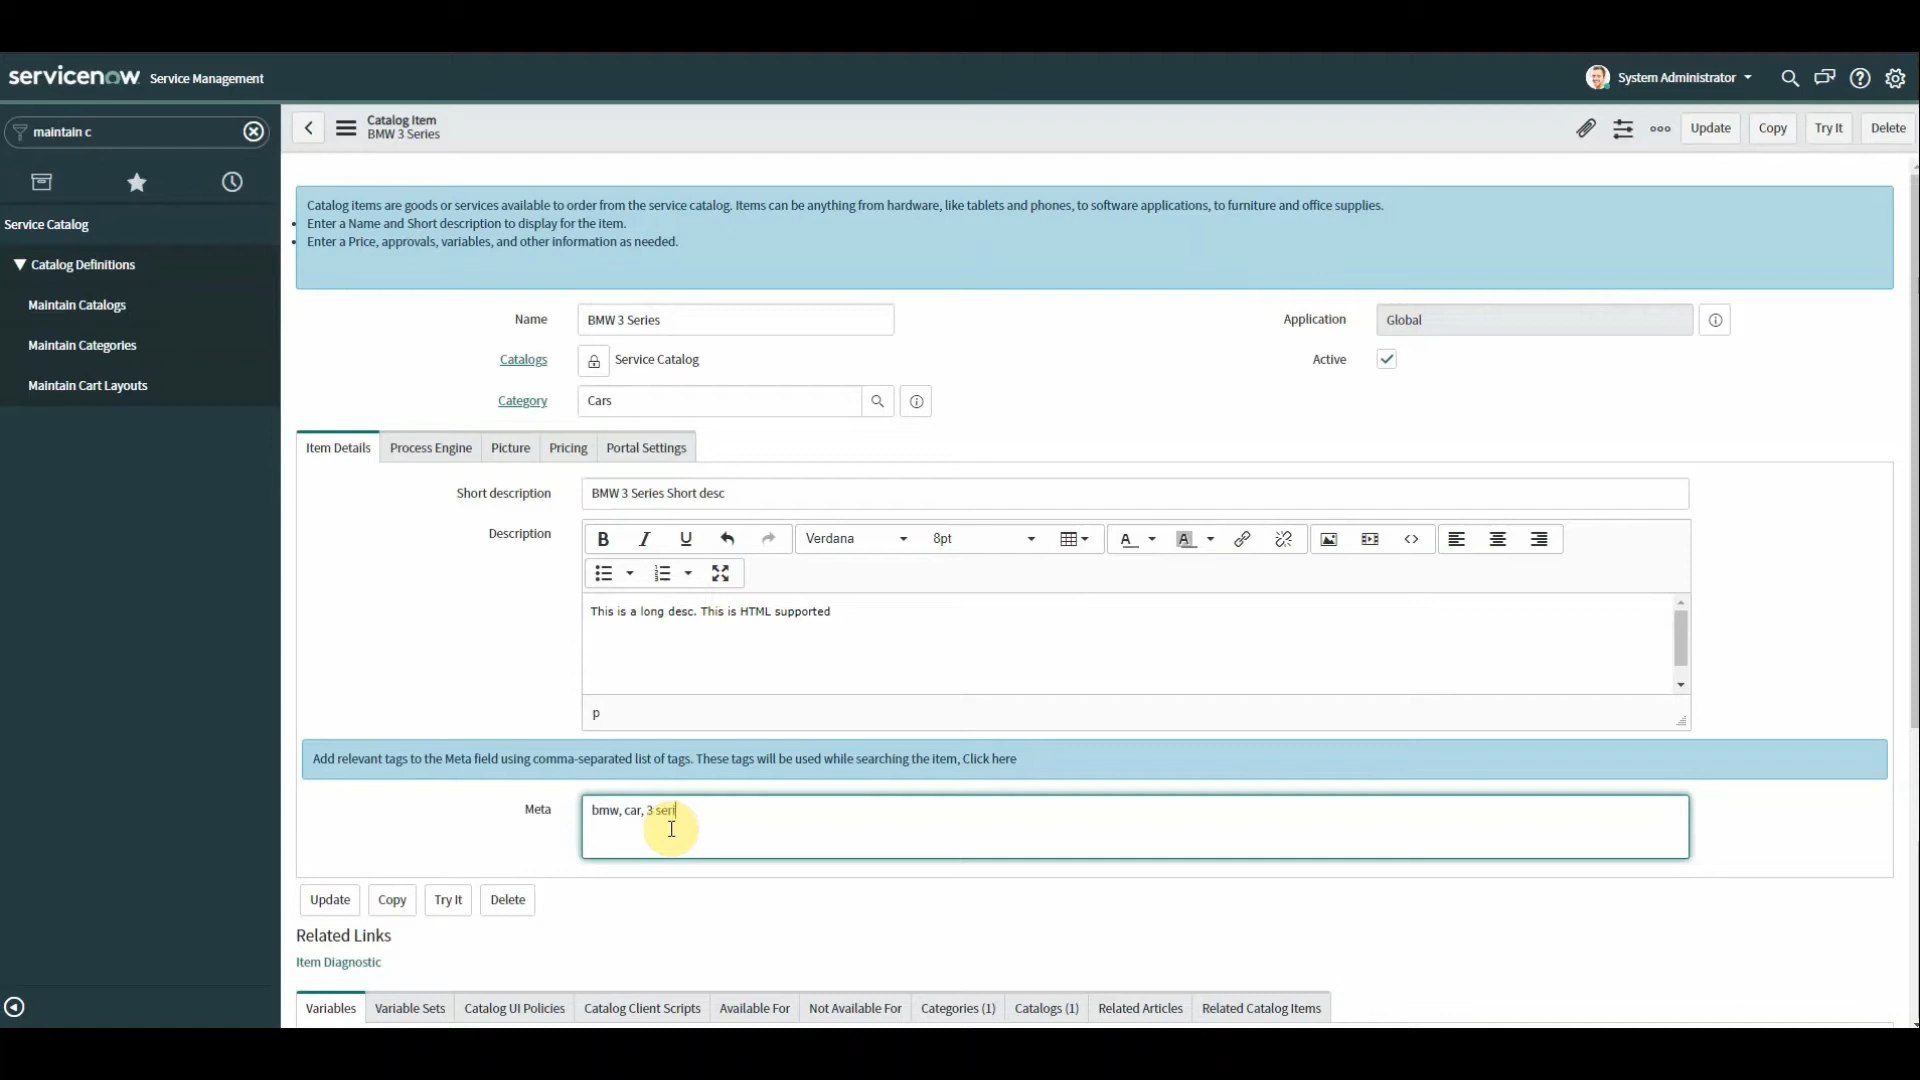 servicenow Service Management
System Administrator
maintain c
Catalog Item
BMW 3 Series
Update
Copy
Try It
Delete
Service Catalog
Catalog Definitions
Maintain Catalogs
Maintain Categories
Maintain Cart Layouts
Catalog items are goods or services available to order from the service catalog. Items can be anything from hardware, like tablets and phones, to software applications, to furniture and office supplies.
Enter a Name and Short description to display for the item.
Enter a Price, approvals, variables, and other information as needed.
Name
BMW 3 Series
Application
Global
Catalogs
Service Catalog
Active
Category
Cars
Item Details
Process Engine
Picture
Pricing
Portal Settings
Short description
BMW 3 Series Short desc
Description
B I U
Verdana
8pt
A
A
This is a long desc. This is HTML supported
p
Add relevant tags to the Meta field using comma-separated list of tags. These tags will be used while searching the item, Click here
Meta
bmw, car, 3 seri
Update
Copy
Try It
Delete
Related Links
Item Diagnostic
Variables
Variable Sets
Catalog UI Policies
Catalog Client Scripts
Available For
Not Available For
Categories (1)
Catalogs (1)
Related Articles
Related Catalog Items